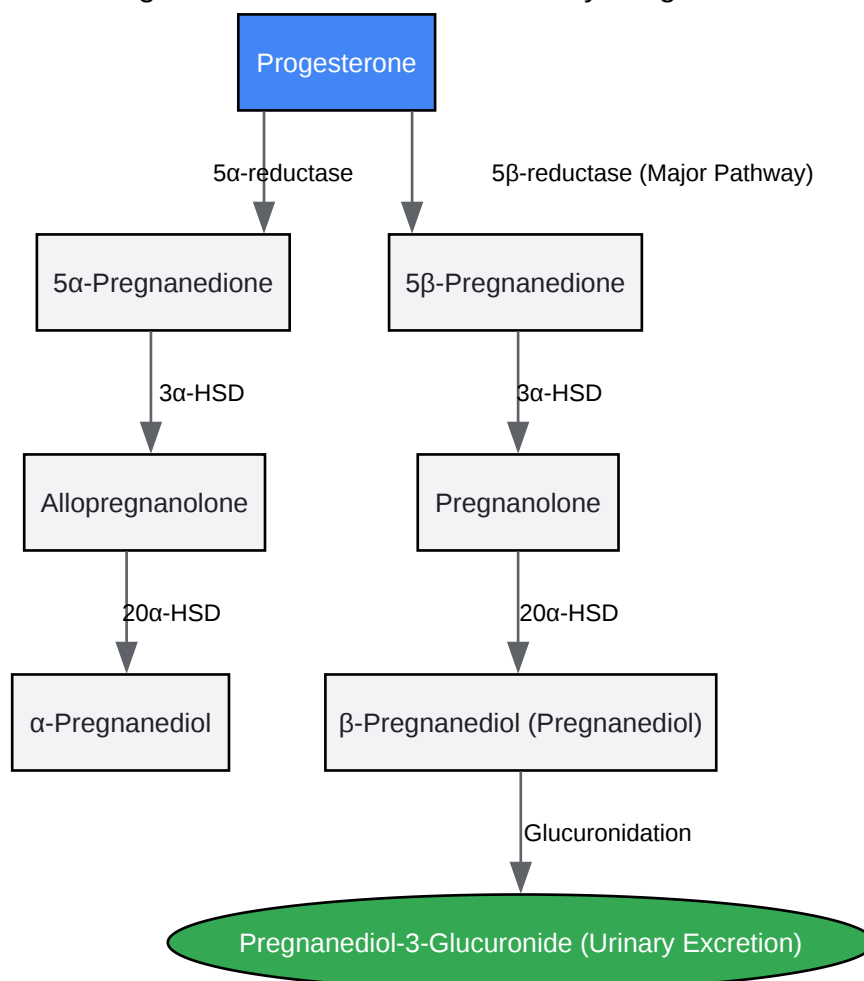 Progesterone
5α-reductase
5β-reductase (Major Pathway)
5α-Pregnanedione
5β-Pregnanedione
3α-HSD
3α-HSD
Allopregnanolone
Pregnanolone
20α-HSD
20α-HSD
α-Pregnanediol
β-Pregnanediol (Pregnanediol)
Glucuronidation
Pregnanediol-3-Glucuronide (Urinary Excretion)